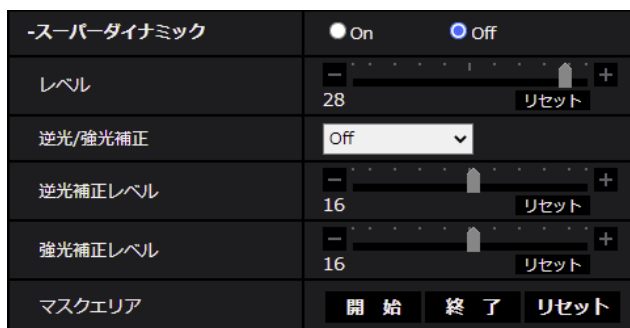 -スーパーダイナミック On Off
レベル - +
28 リセット
逆光/強光補正 Off
逆光補正レベル - +
16 リセット
強光補正レベル - +
16 リセット
マスクエリア 開 始 終 了 リセット